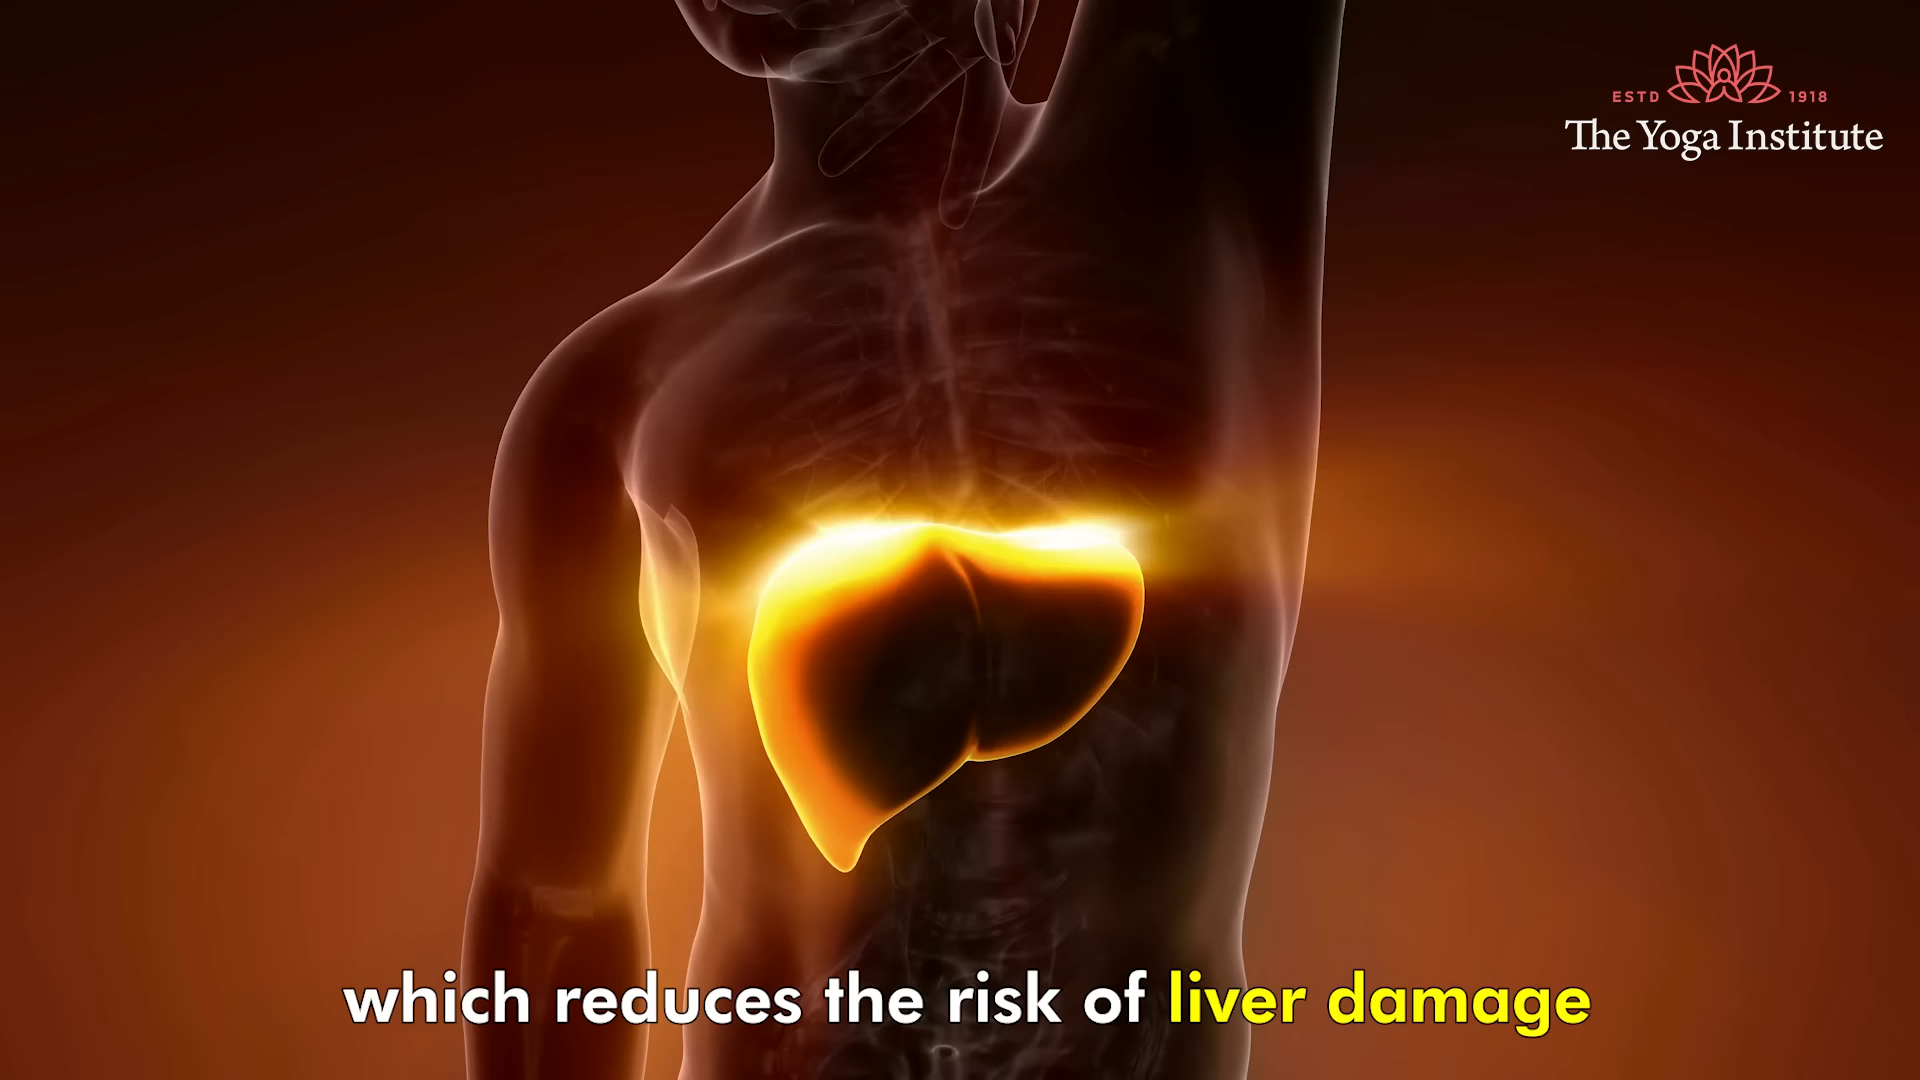 ESTD 1918
The Yoga Institute
which reduces the risk of liver damage